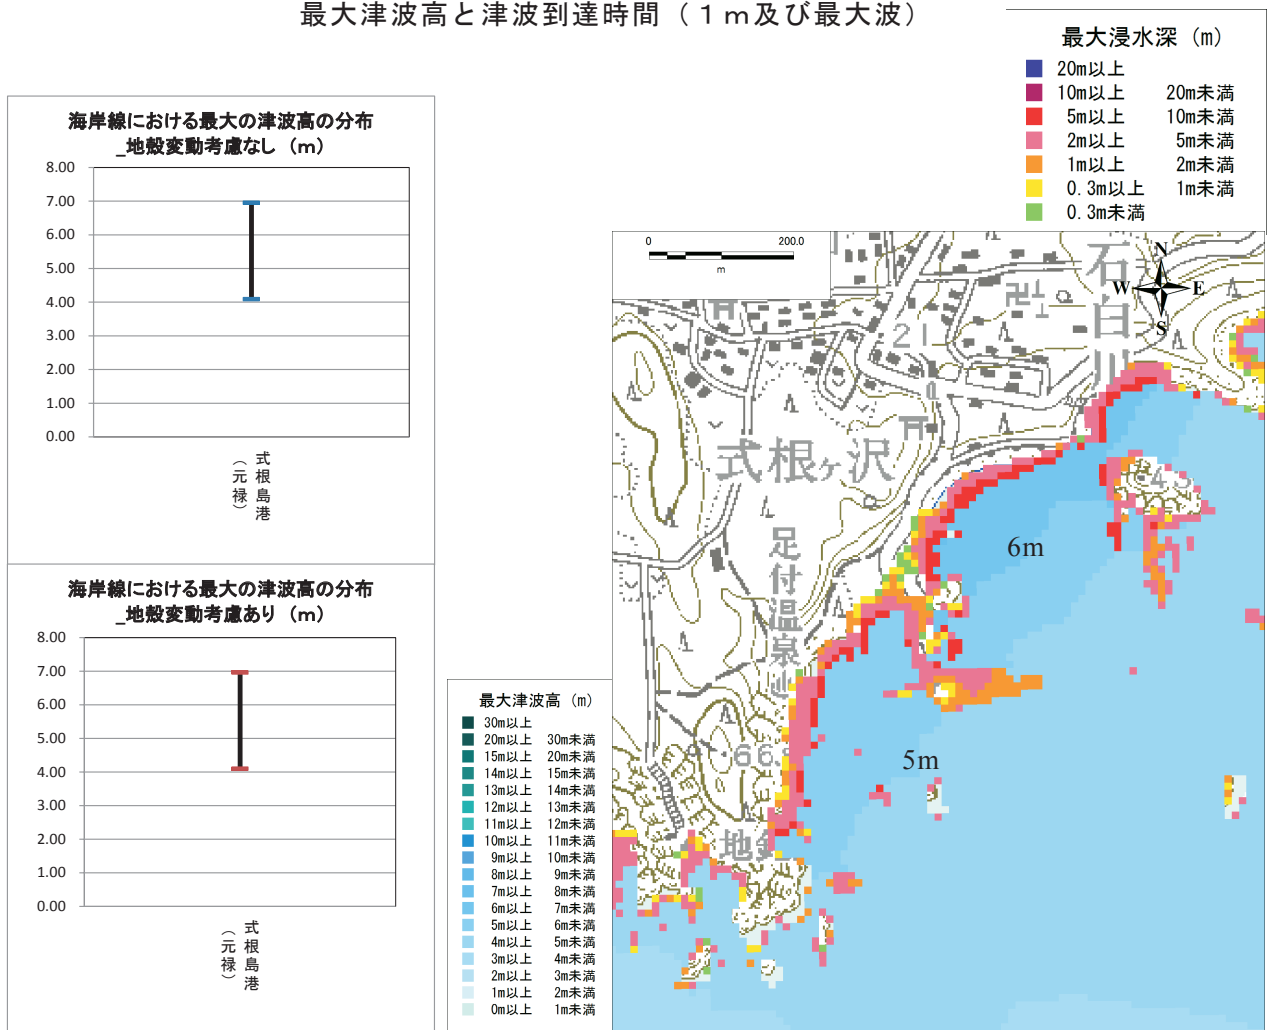 最大津波高と津波到達時間（１ｍ及び最大波）
最大浸水深（m）
20m以上
10m以上 20m未満
5m以上 10m未満
2m以上 5m未満
1m以上 2m未満
0.3m以上 1m未満
0.3m未満
海岸線における最大の津波高の分布
_地殻変動考慮なし（m）
8.00
7.00
6.00
5.00
4.00
3.00
2.00
1.00
0.00
式根島港
（元禄）
海岸線における最大の津波高の分布
_地殻変動考慮あり（m）
8.00
7.00
6.00
5.00
4.00
3.00
2.00
1.00
0.00
式根島港
（元禄）
最大津波高（m）
30m以上
20m以上 30m未満
15m以上 20m未満
14m以上 15m未満
13m以上 14m未満
12m以上 13m未満
11m以上 12m未満
10m以上 11m未満
9m以上 10m未満
8m以上 9m未満
7m以上 8m未満
6m以上 7m未満
5m以上 6m未満
4m以上 5m未満
3m以上 4m未満
2m以上 3m未満
1m以上 2m未満
0m以上 1m未満
0 200.0
m
N
W E
S
石白川
21
式根ヶ沢
足付温泉
6m
5m
66
地